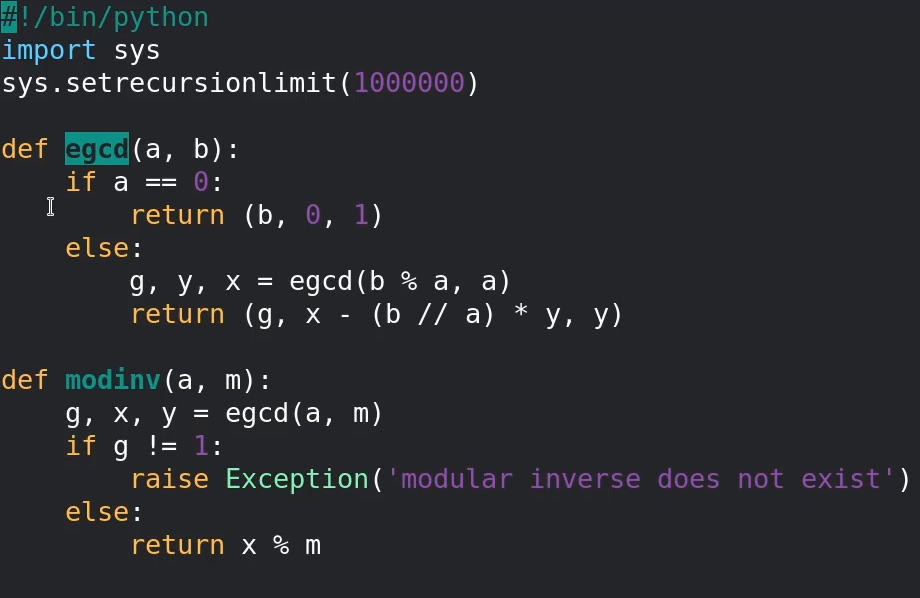 #!/bin/python
import sys
sys.setrecursionlimit(1000000)

def egcd(a, b):
    if a == 0:
        return (b, 0, 1)
    else:
        g, y, x = egcd(b % a, a)
        return (g, x - (b // a) * y, y)

def modinv(a, m):
    g, x, y = egcd(a, m)
    if g != 1:
        raise Exception('modular inverse does not exist')
    else:
        return x % m